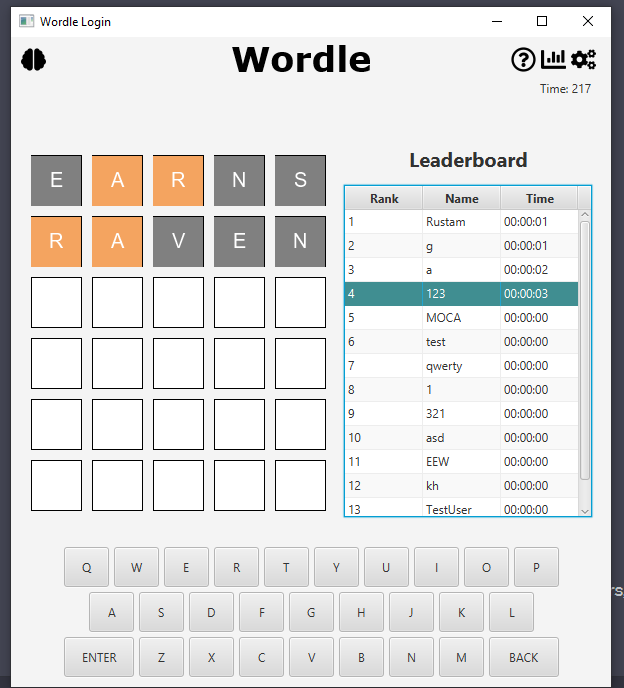 Wordle Login
Wordle
Time: 217
E A R N S
R A V E N
Leaderboard
Rank Name Time
1 Rustam 00:00:01
2 g 00:00:01
3 a 00:00:02
4 123 00:00:03
5 MOCA 00:00:00
6 test 00:00:00
7 qwerty 00:00:00
8 1 00:00:00
9 321 00:00:00
10 asd 00:00:00
11 EEW 00:00:00
12 kh 00:00:00
13 TestUser 00:00:00
Q W E R T Y U I O P
A S D F G H J K L
ENTER Z X C V B N M BACK